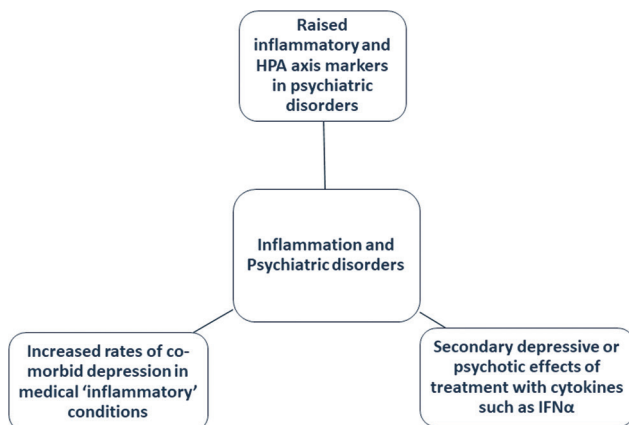 Raised
inflammatory and
HPA axis markers
in psychiatric
disorders
Inflammation and
Psychiatric disorders
Increased rates of co-
morbid depression in
medical ‘inflammatory’
conditions
Secondary depressive or
psychotic effects of
treatment with cytokines
such as IFNα